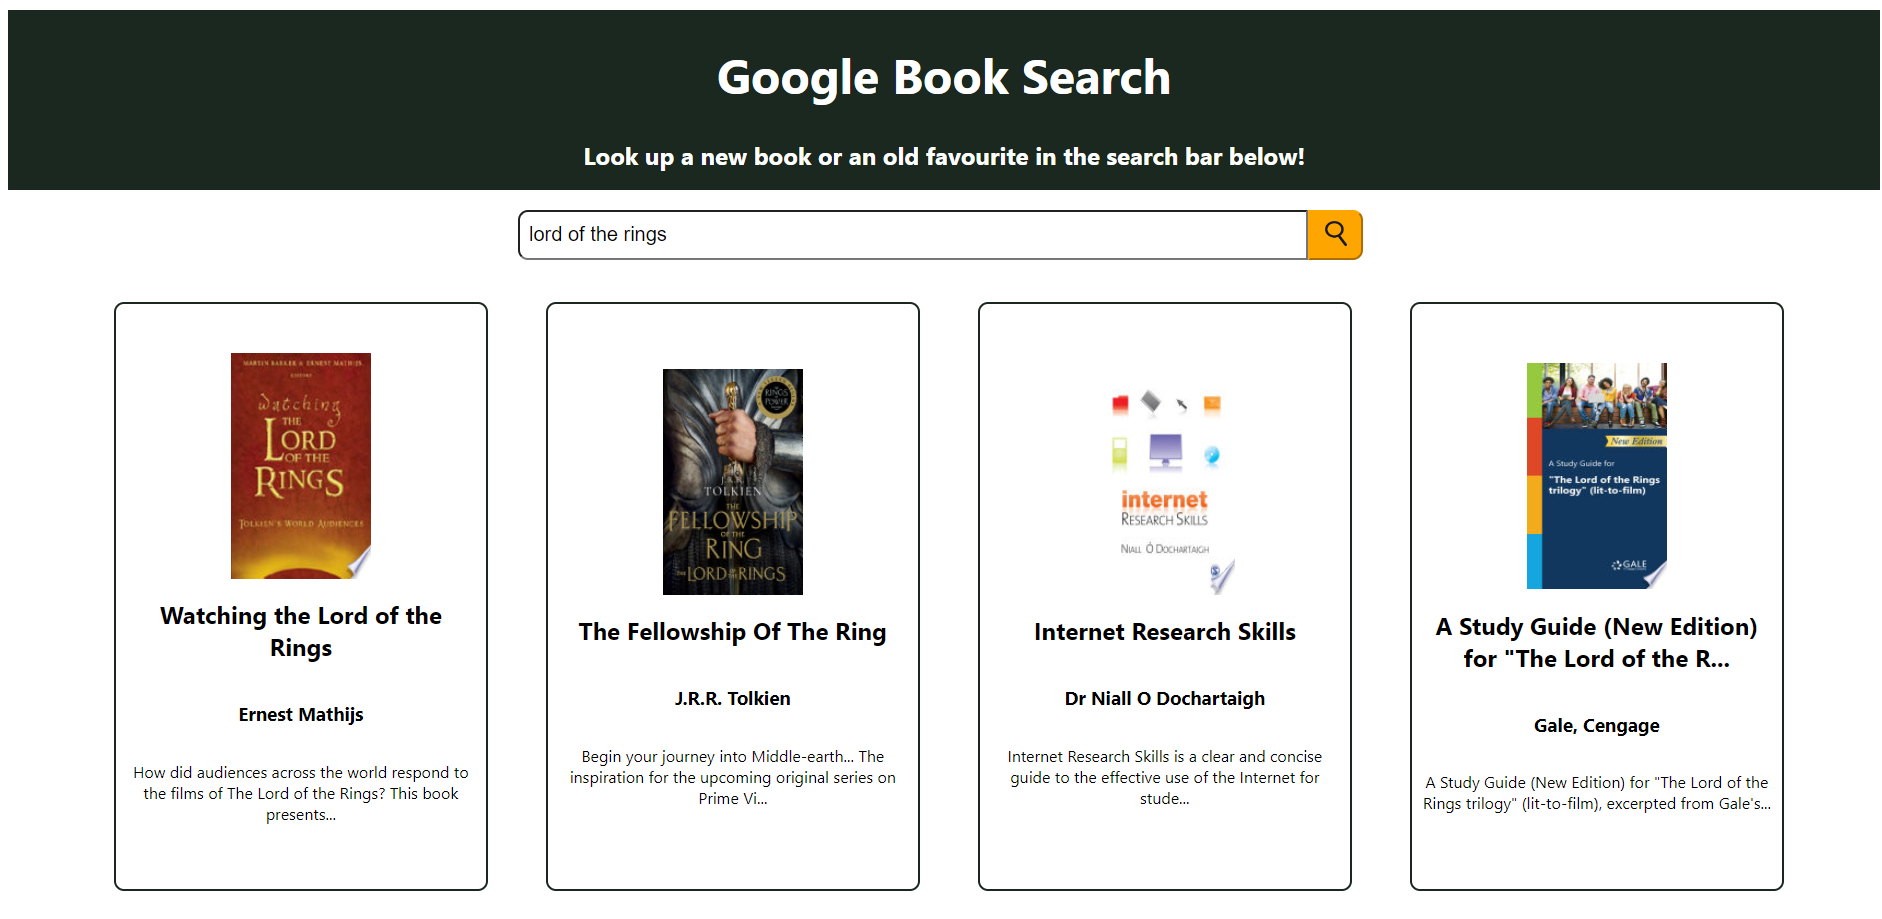 Google Book Search
Look up a new book or an old favourite in the search bar below!
lord of the rings
MARTIN BARKER & ERNEST MATHIJS
watching
THE
LORD
OF THE
RINGS
TOLKIEN'S WORLD AUDIENCES
Watching the Lord of the
Rings
Ernest Mathijs
How did audiences across the world respond to
the films of The Lord of the Rings? This book
presents...
RINGS
POWER
J.R.R.
TOLKIEN
THE
FELLOWSHIP
OF THE
RING
THE LORD OF THE RINGS
The Fellowship Of The Ring
J.R.R. Tolkien
Begin your journey into Middle-earth... The
inspiration for the upcoming original series on
Prime Vi...
internet
RESEARCH SKILLS
NIALL Ó DOCHARTAIGH
Internet Research Skills
Dr Niall O Dochartaigh
Internet Research Skills is a clear and concise
guide to the effective use of the Internet for
stude...
New Edition
A Study Guide for
"The Lord of the Rings
trilogy" (lit-to-film)
GALE
A Study Guide (New Edition)
for "The Lord of the R...
Gale, Cengage
A Study Guide (New Edition) for "The Lord of the
Rings trilogy" (lit-to-film), excerpted from Gale's...